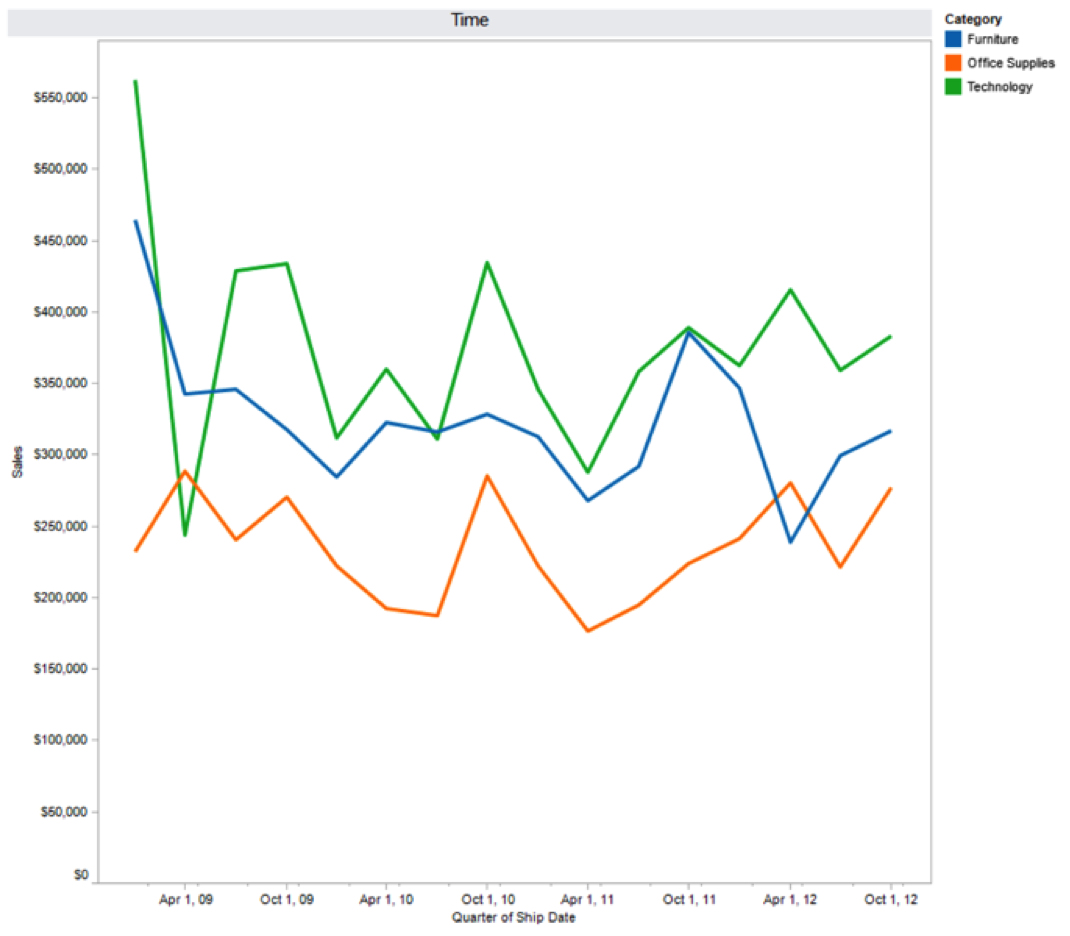 Time
Category
Furniture
Office Supplies
Technology
$550,000
$500,000
$450,000
$400,000
$350,000
$300,000
$250,000
$200,000
$150,000
$100,000
$50,000
$0
Sales
Apr 1, 09 Oct 1, 09 Apr 1, 10 Oct 1, 10 Apr 1, 11 Oct 1, 11 Apr 1, 12 Oct 1, 12
Quarter of Ship Date